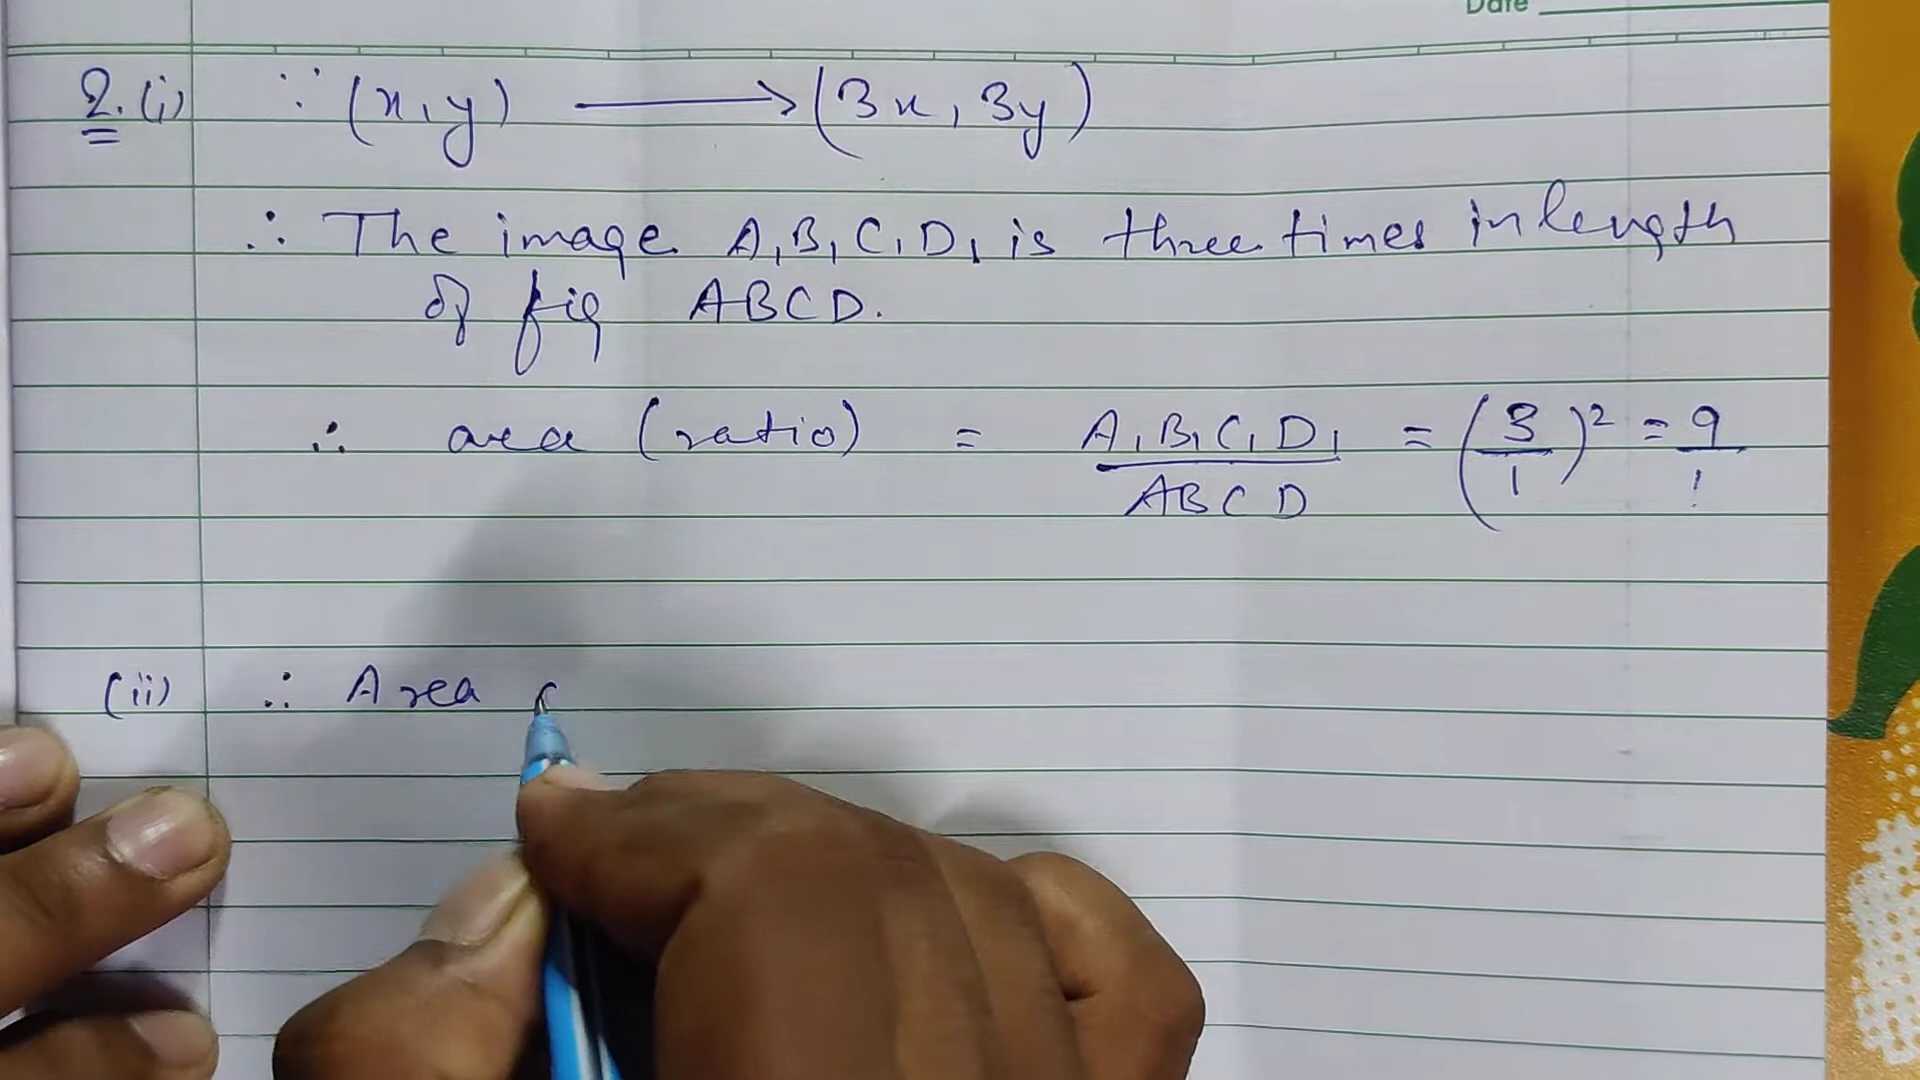 Date
2. (i) ∵ (x, y) ⟶ (3x, 3y)
∴ The image A₁B₁C₁D₁ is three times in length
of fig ABCD.
∴ area (ratio) = A₁B₁C₁D₁ / ABCD = (3/1)² = 9/1
(ii) ∴ Area